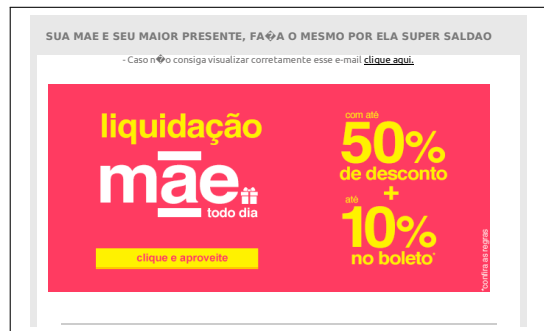 SUA MAE E SEU MAIOR PRESENTE, FA�A O MESMO POR ELA SUPER SALDAO
- Caso n�o consiga visualizar corretamente esse e-mail clique aqui.
liquidação
mãe
todo dia
clique e aproveite
com até
50%
de desconto
+
até
10%
no boleto*
*confira as regras